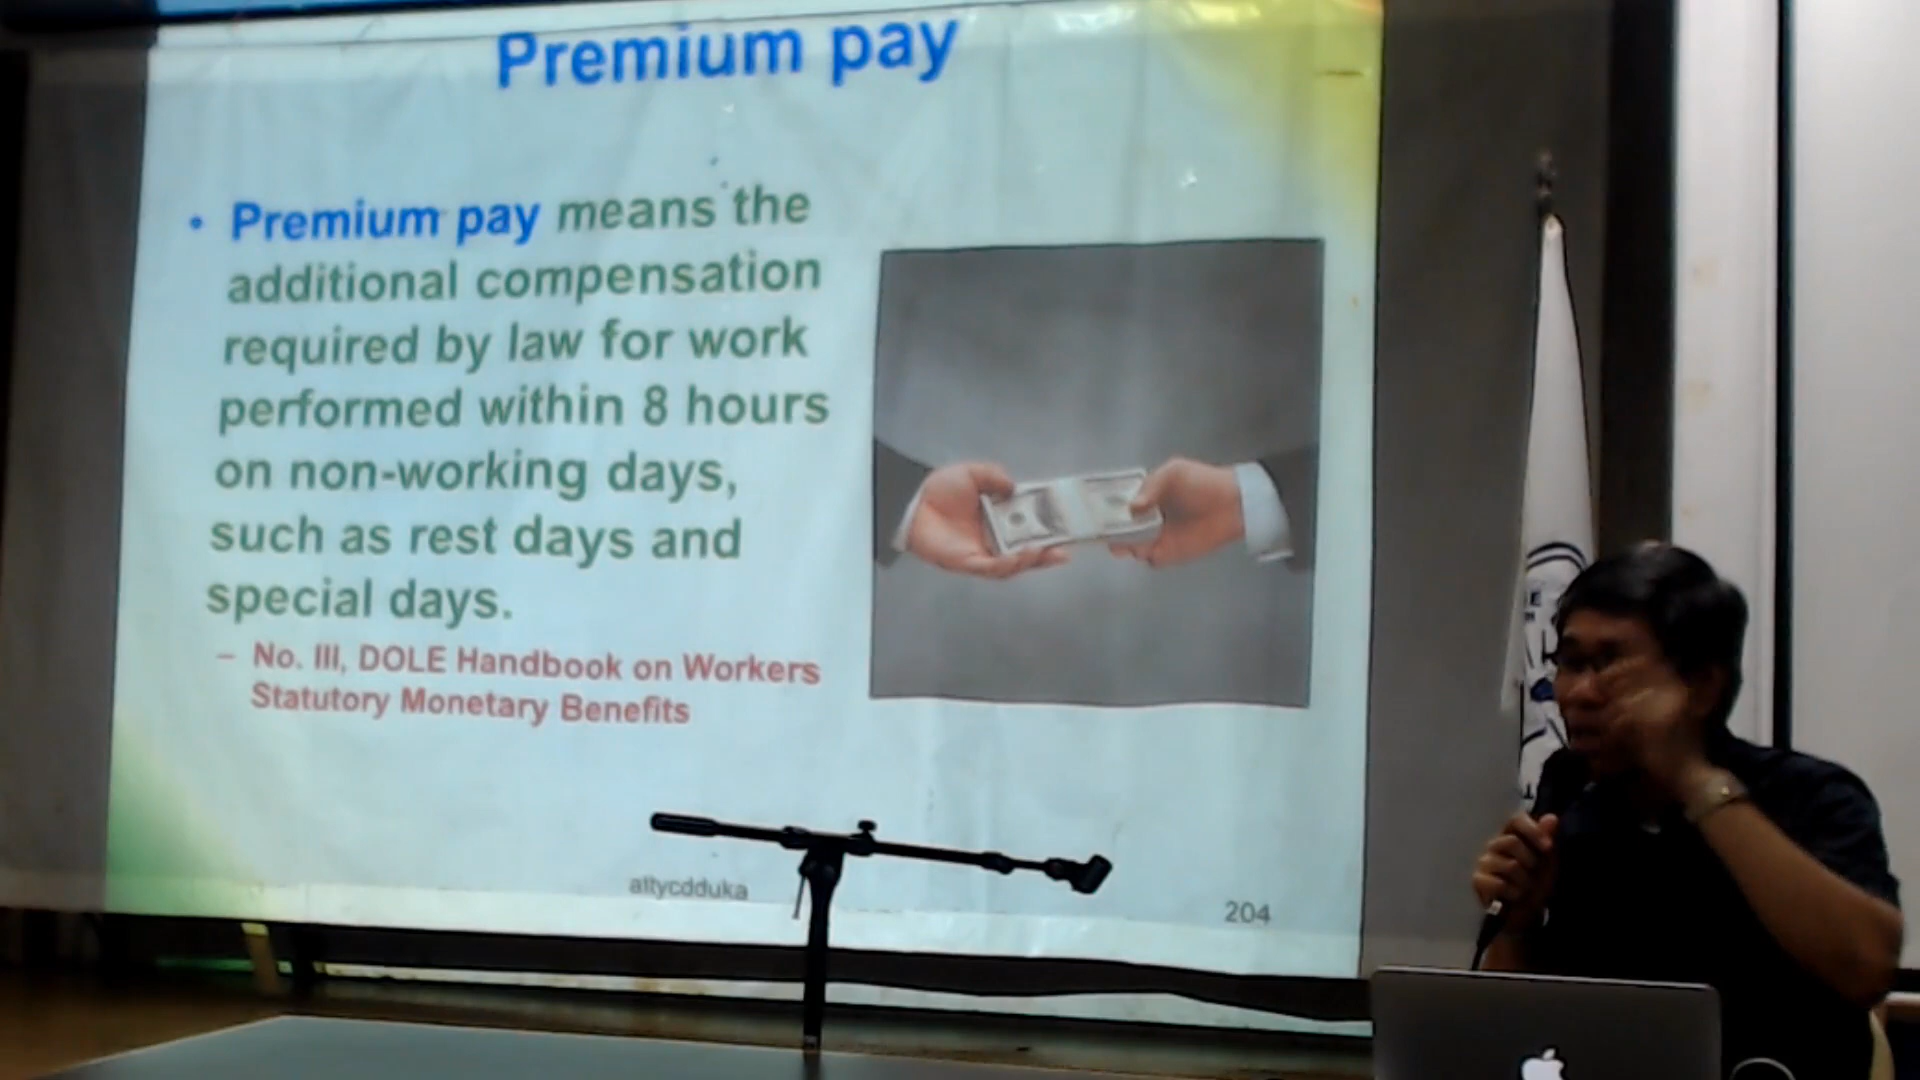 Premium pay
• Premium pay means the
additional compensation
required by law for work
performed within 8 hours
on non-working days,
such as rest days and
special days.
– No. III, DOLE Handbook on Workers
Statutory Monetary Benefits
attycdduka
204